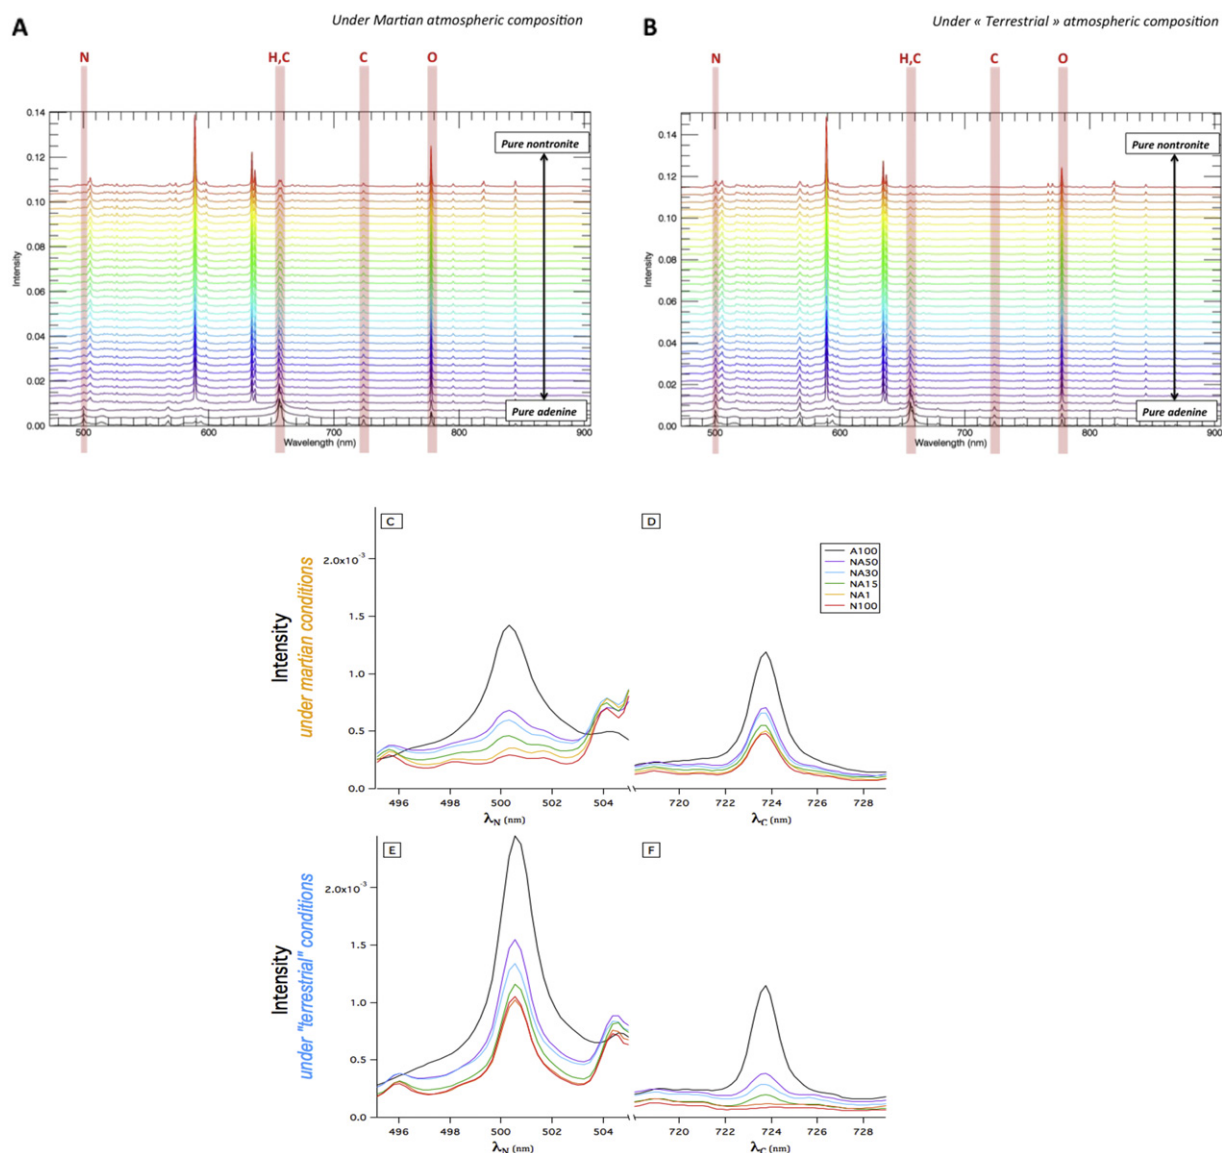 A
Under Martian atmospheric composition
N
H,C
C
O
0.14
0.12
0.10
0.08
0.06
0.04
0.02
0.00
Intensity
Pure nontronite
Pure adenine
500
600
700
800
900
Wavelength (nm)
B
Under « Terrestrial » atmospheric composition
N
H,C
C
O
0.14
0.12
0.10
0.08
0.06
0.04
0.02
0.00
Intensity
Pure nontronite
Pure adenine
500
600
700
800
900
Wavelength (nm)
Intensity
under martian conditions
C
2.0x10⁻³
1.5
1.0
0.5
0.0
496
498
500
502
504
λN (nm)
D
A100
NA50
NA30
NA15
NA1
N100
720
722
724
726
728
λC (nm)
Intensity
under "terrestrial" conditions
E
2.0x10⁻³
1.5
1.0
0.5
0.0
496
498
500
502
504
λN (nm)
F
720
722
724
726
728
λC (nm)